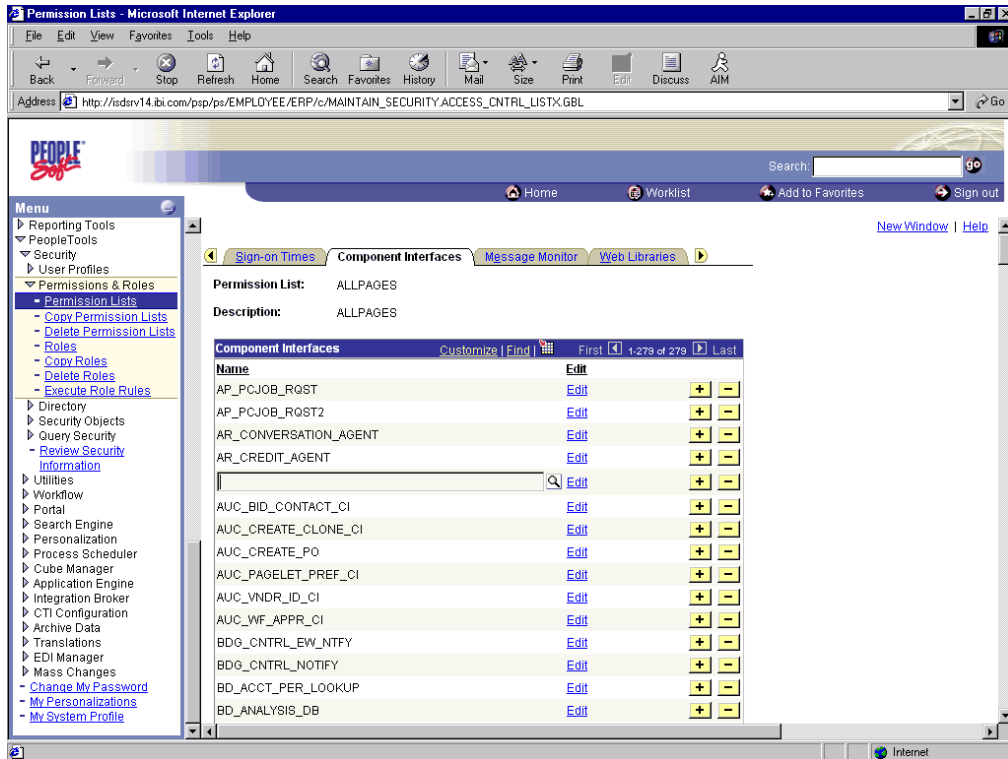 Permission Lists - Microsoft Internet Explorer
File Edit View Favorites Tools Help
Back Forward Stop Refresh Home Search Favorites History Mail Size Print Edit Discuss AIM
Address http://isdsrv14.ibi.com/psp/ps/EMPLOYEE/ERP/c/MAINTAIN_SECURITY.ACCESS_CNTRL_LISTX.GBL Go
PEOPLE Soft
Search: go
Home Worklist Add to Favorites Sign out
Menu
Reporting Tools
PeopleTools
Security
User Profiles
Permissions & Roles
- Permission Lists
- Copy Permission Lists
- Delete Permission Lists
- Roles
- Copy Roles
- Delete Roles
- Execute Role Rules
Directory
Security Objects
Query Security
- Review Security
Information
Utilities
Workflow
Portal
Search Engine
Personalization
Process Scheduler
Cube Manager
Application Engine
Integration Broker
CTI Configuration
Archive Data
Translations
EDI Manager
Mass Changes
- Change My Password
- My Personalizations
- My System Profile
New Window | Help
Sign-on Times Component Interfaces Message Monitor Web Libraries
Permission List: ALLPAGES
Description: ALLPAGES
Component Interfaces Customize | Find | First 1-279 of 279 Last
Name Edit
AP_PCJOB_RQST Edit + -
AP_PCJOB_RQST2 Edit + -
AR_CONVERSATION_AGENT Edit + -
AR_CREDIT_AGENT Edit + -
Edit + -
AUC_BID_CONTACT_CI Edit + -
AUC_CREATE_CLONE_CI Edit + -
AUC_CREATE_PO Edit + -
AUC_PAGELET_PREF_CI Edit + -
AUC_VNDR_ID_CI Edit + -
AUC_WF_APPR_CI Edit + -
BDG_CNTRL_EW_NTFY Edit + -
BDG_CNTRL_NOTIFY Edit + -
BD_ACCT_PER_LOOKUP Edit + -
BD_ANALYSIS_DB Edit + -
Internet